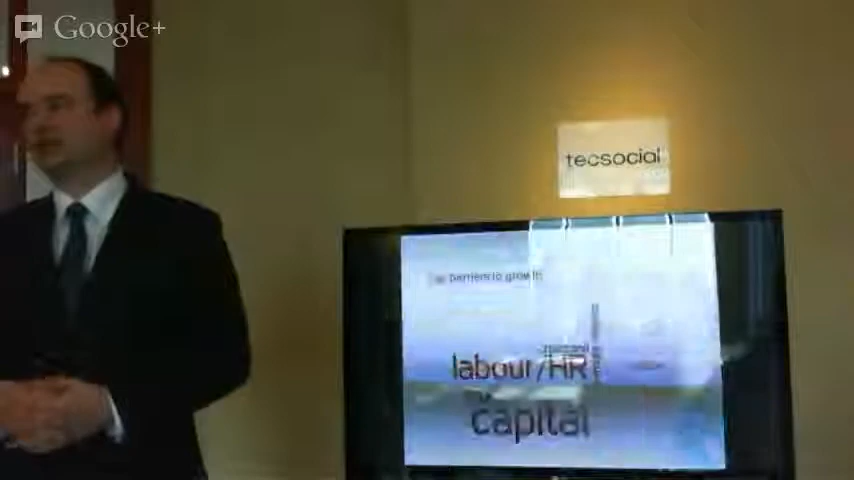 Google+
tecsocial
barriers to growth
labour/HR
capital